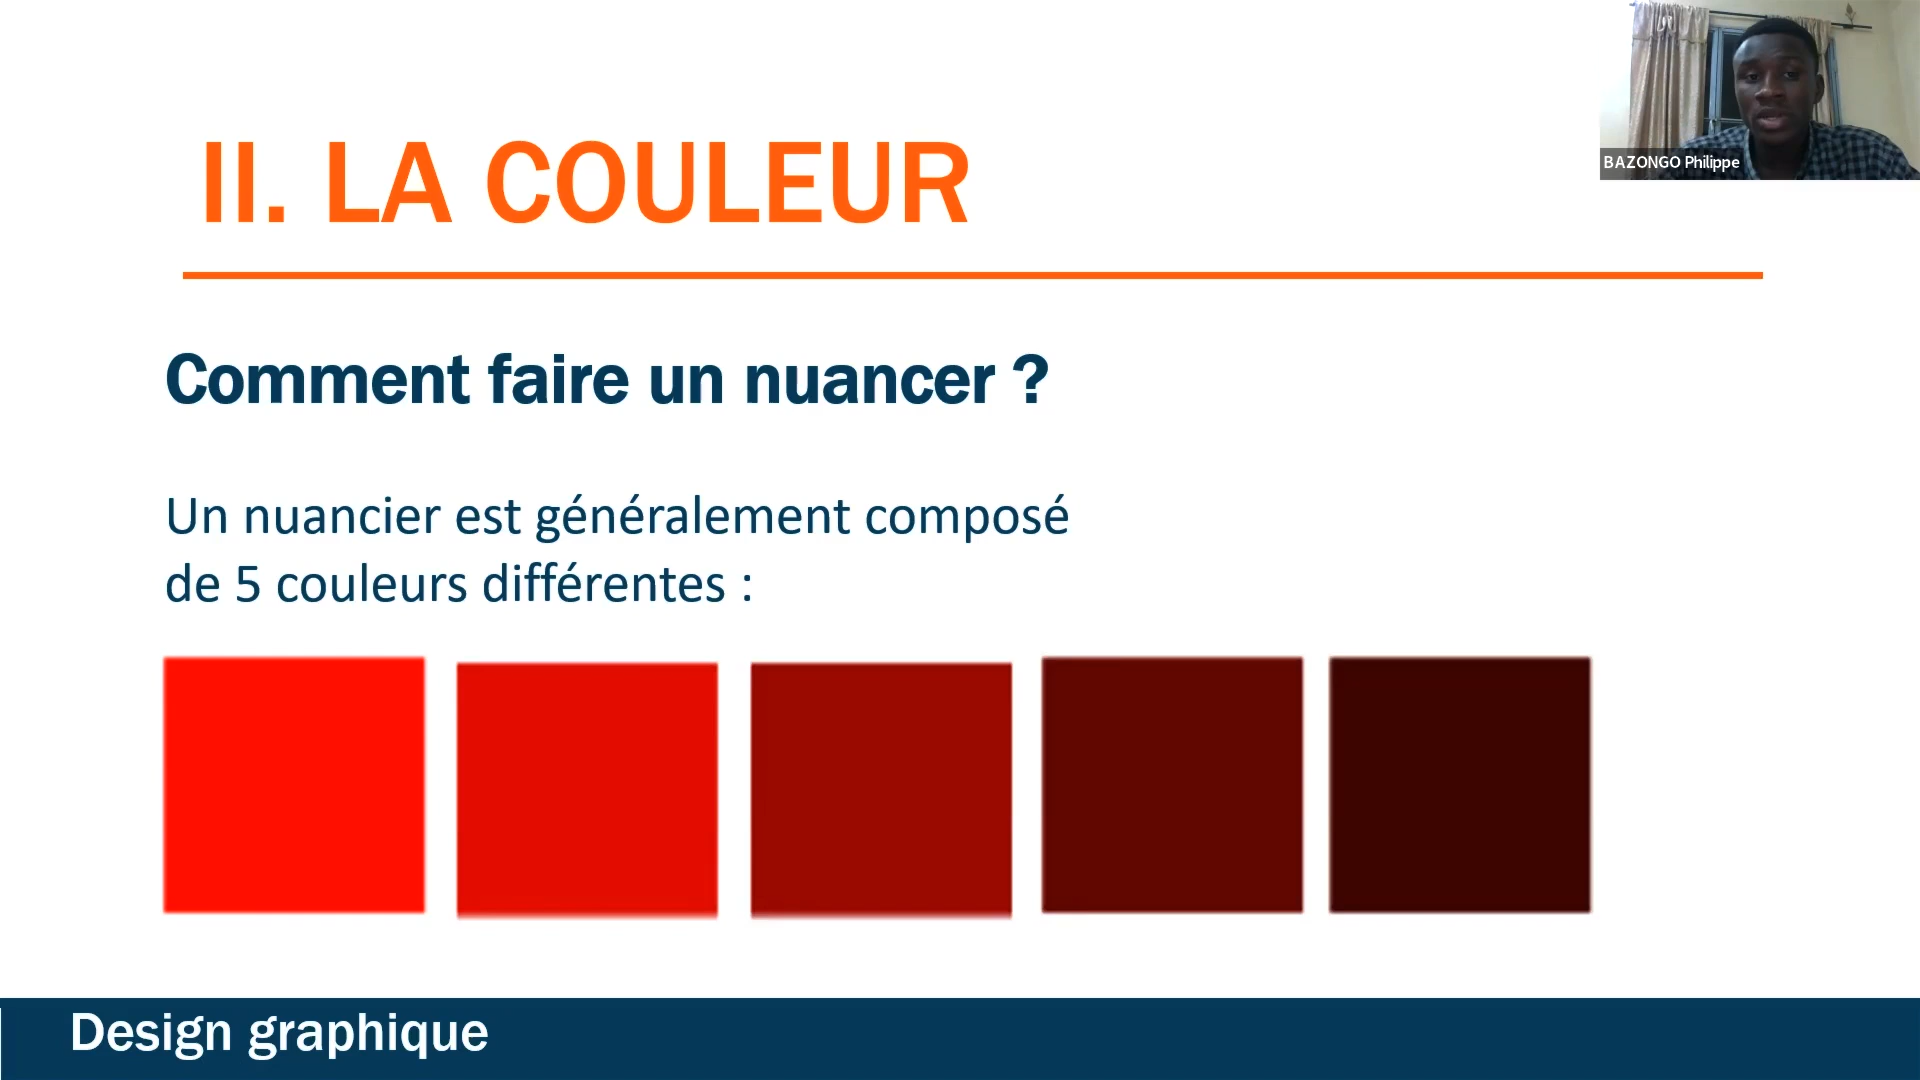 II. LA COULEUR
BAZONGO Philippe
Comment faire un nuancer ?
Un nuancier est généralement composé
de 5 couleurs différentes :
Design graphique